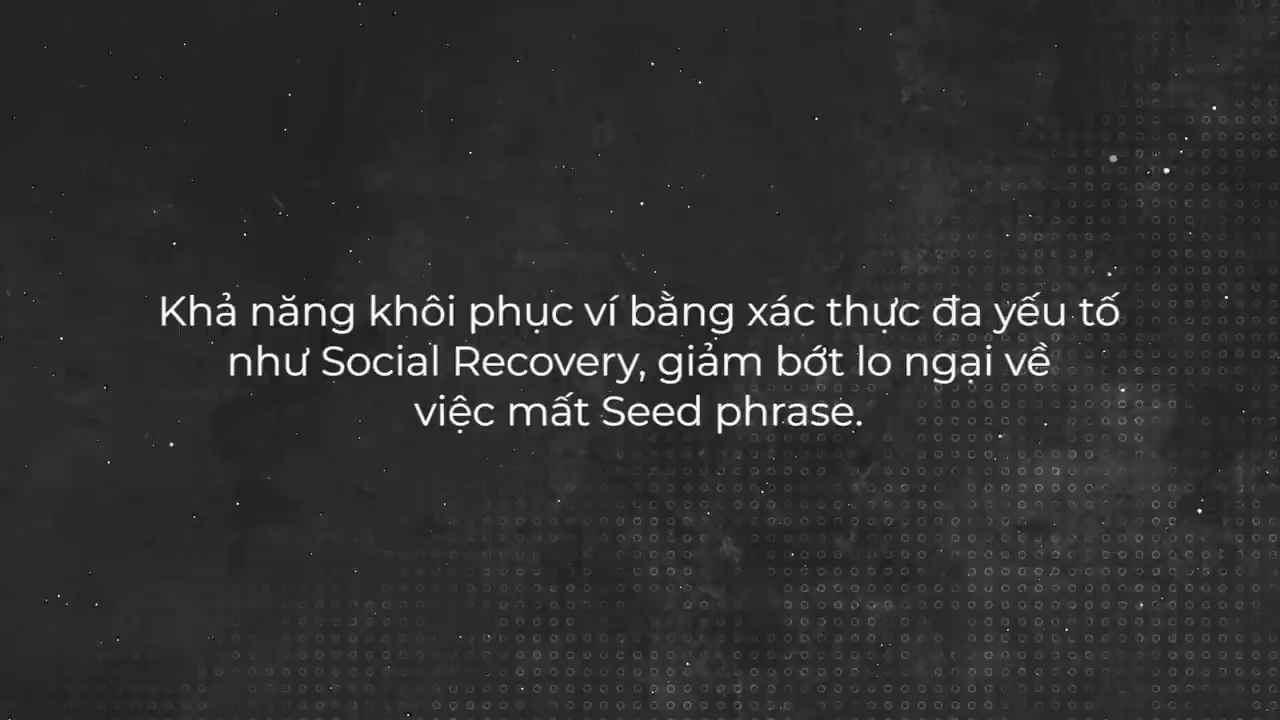 Khả năng khôi phục ví bằng xác thực đa yếu tố
như Social Recovery, giảm bớt lo ngại về
việc mất Seed phrase.